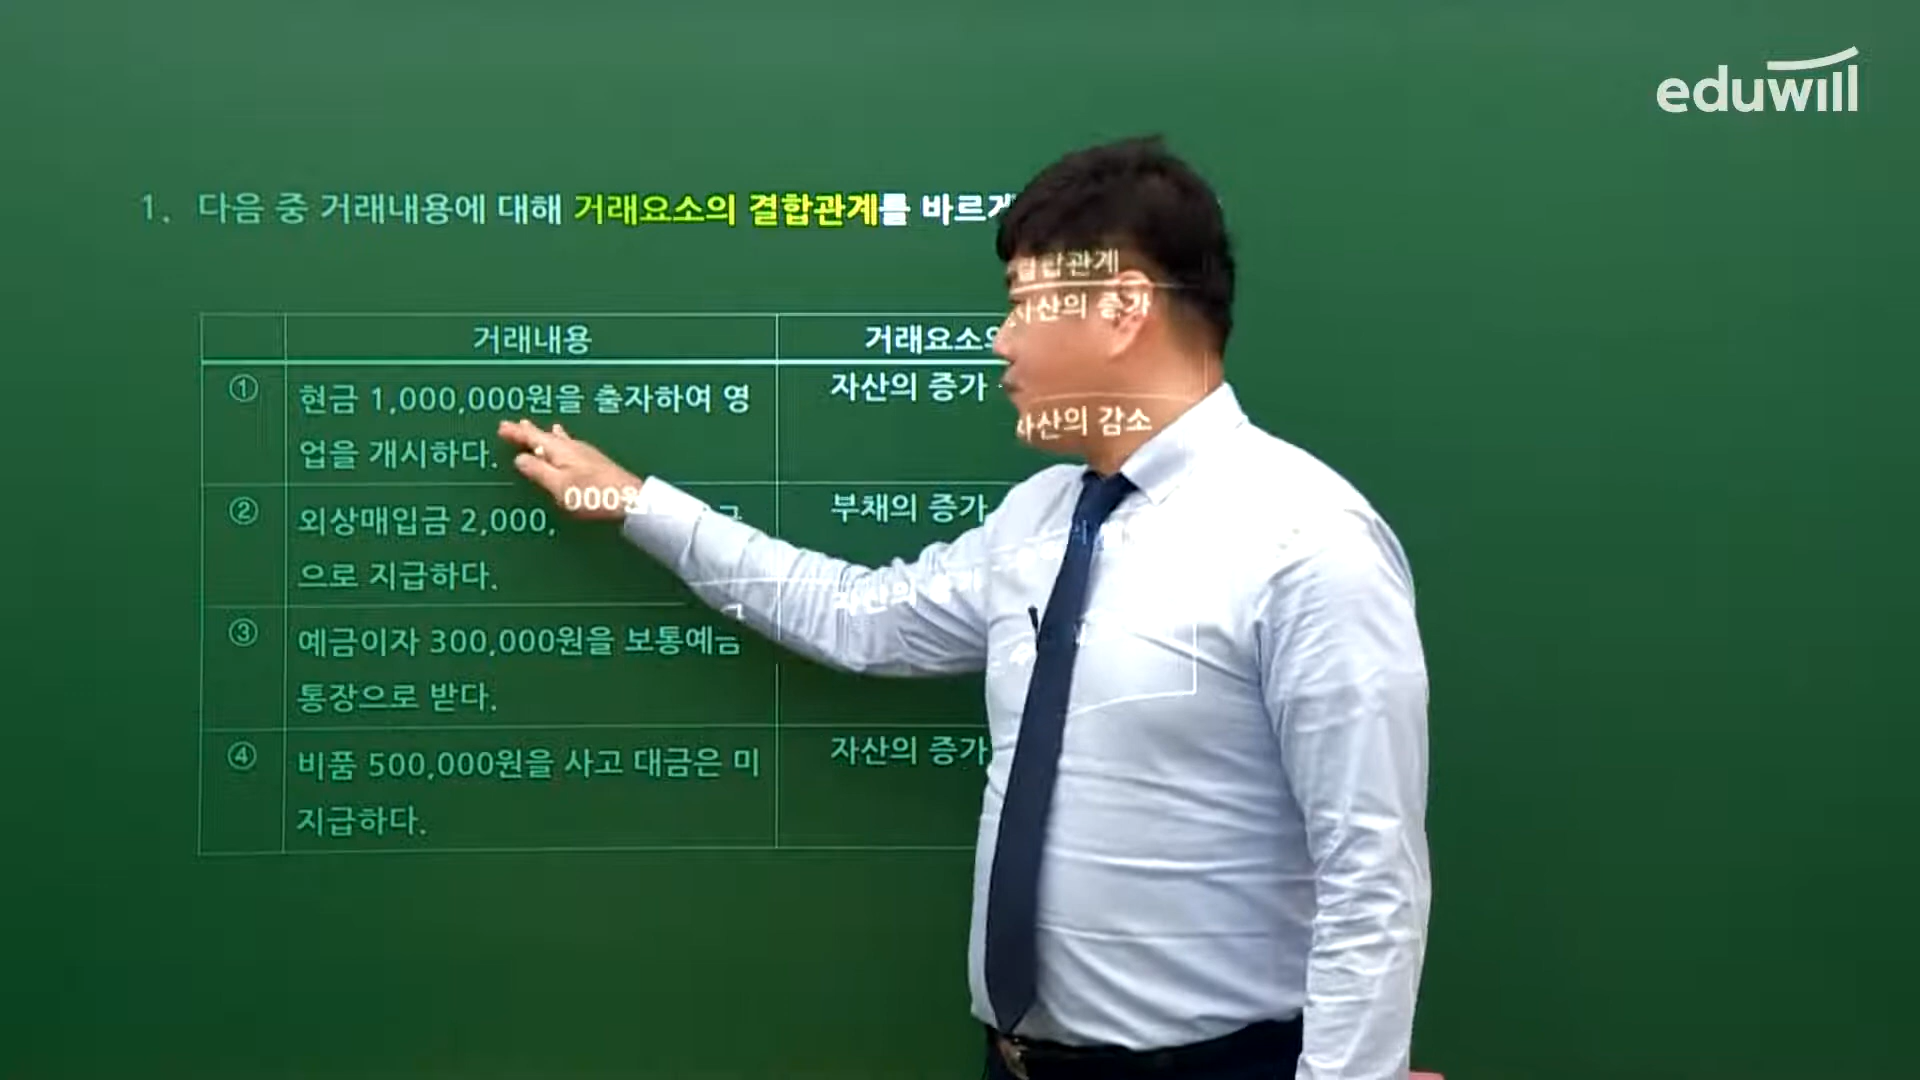 eduwill
1. 다음 중 거래내용에 대해 거래요소의 결합관계를 바르게
거래내용 거래요소의 결합관계
① 현금 1,000,000원을 출자하여 영 자산의 증가 - 자산의 증가
업을 개시하다. 자산의 감소
② 외상매입금 2,000,000원 부채의 증가
으로 지급하다.
③ 예금이자 300,000원을 보통예금 자산의 증가
통장으로 받다.
④ 비품 500,000원을 사고 대금은 미 자산의 증가
지급하다.